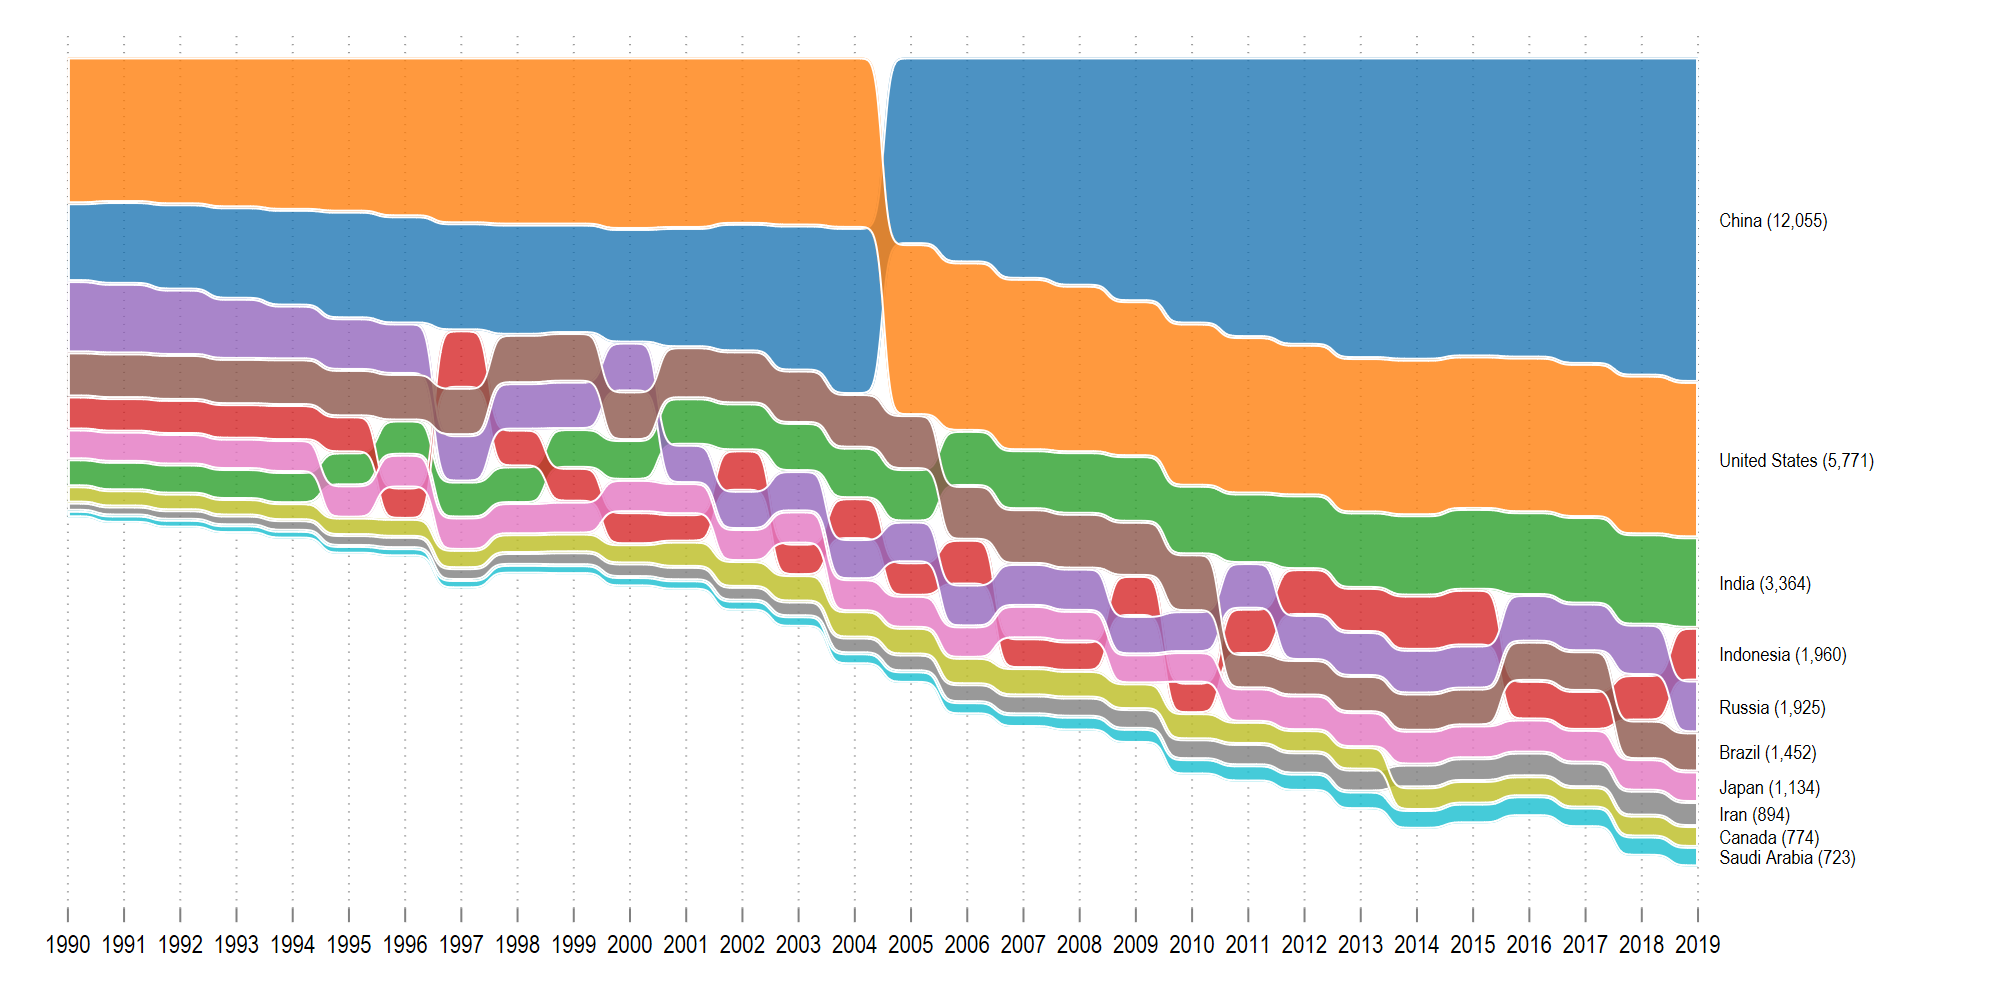 China (12,055)
United States (5,771)
India (3,364)
Indonesia (1,960)
Russia (1,925)
Brazil (1,452)
Japan (1,134)
Iran (894)
Canada (774)
Saudi Arabia (723)
1990 1991 1992 1993 1994 1995 1996 1997 1998 1999 2000 2001 2002 2003 2004 2005 2006 2007 2008 2009 2010 2011 2012 2013 2014 2015 2016 2017 2018 2019